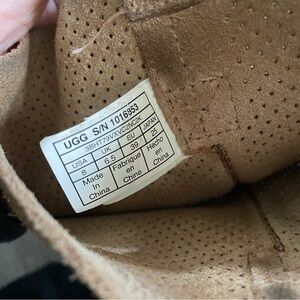 UGG S/N 1016853
USA UK EU JAPAN
8 6.5 39 25
Made in China Fabriqué en Chine Hecho en China